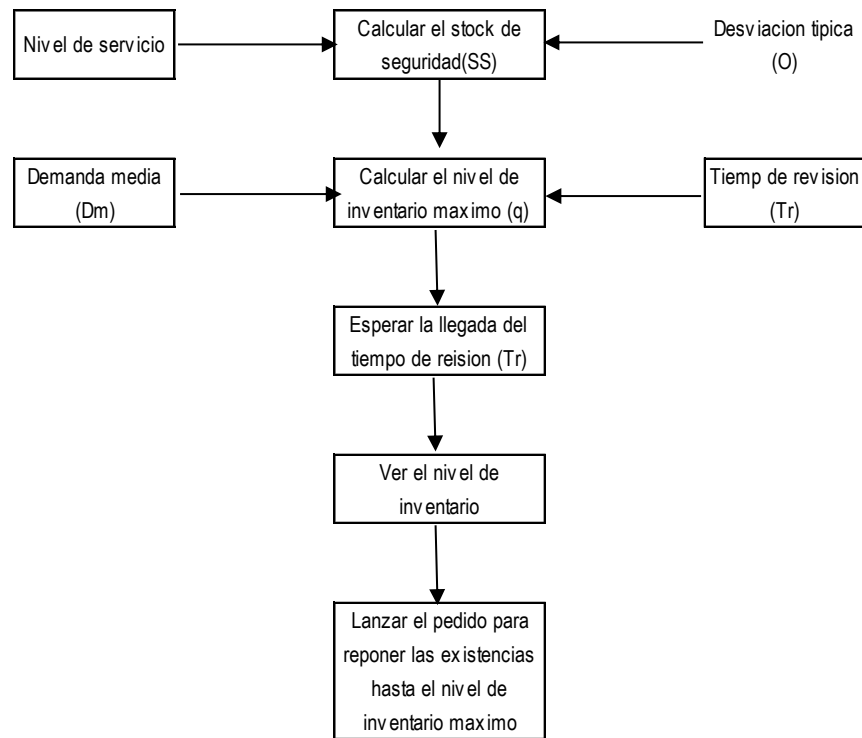 Nivel de servicio
Calcular el stock de
seguridad(SS)
Desviacion tipica
(O)
Demanda media
(Dm)
Calcular el nivel de
inventario maximo (q)
Tiemp de revision
(Tr)
Esperar la llegada del
tiempo de reision (Tr)
Ver el nivel de
inventario
Lanzar el pedido para
reponer las existencias
hasta el nivel de
inventario maximo